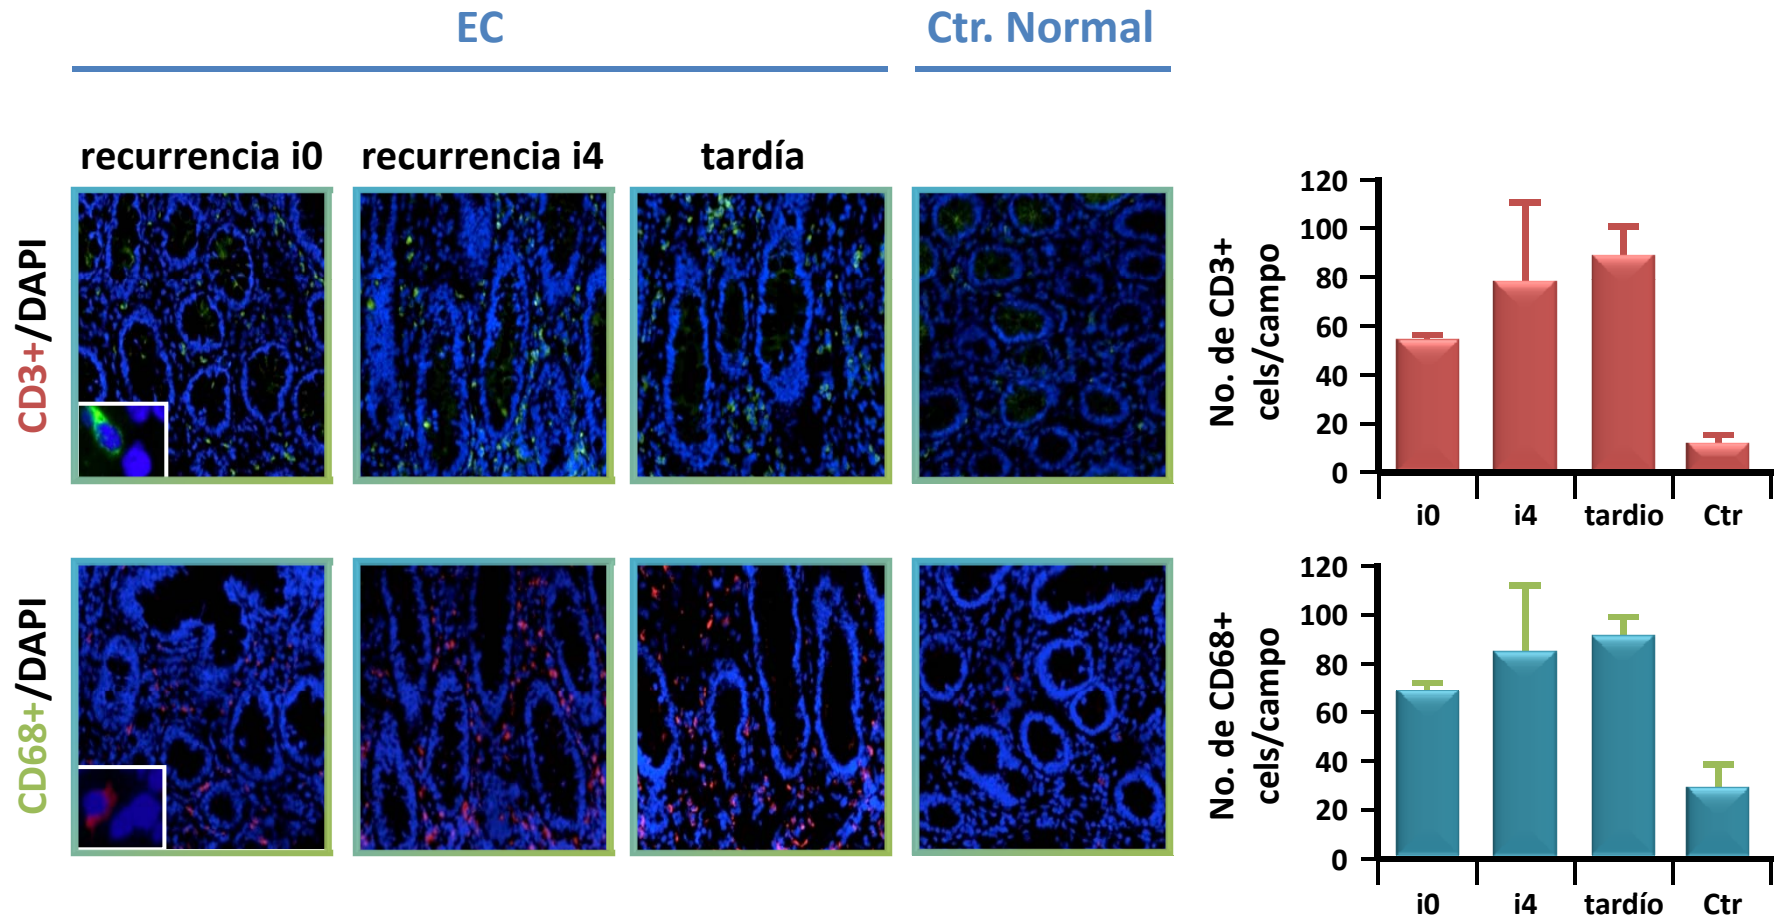 EC
Ctr. Normal
recurrencia i0
recurrencia i4
tardía
CD3+/DAPI
No. de CD3+
cels/campo
120
100
80
60
40
20
0
i0
i4
tardio
Ctr
CD68+/DAPI
No. de CD68+
cels/campo
120
100
80
60
40
20
0
i0
i4
tardío
Ctr